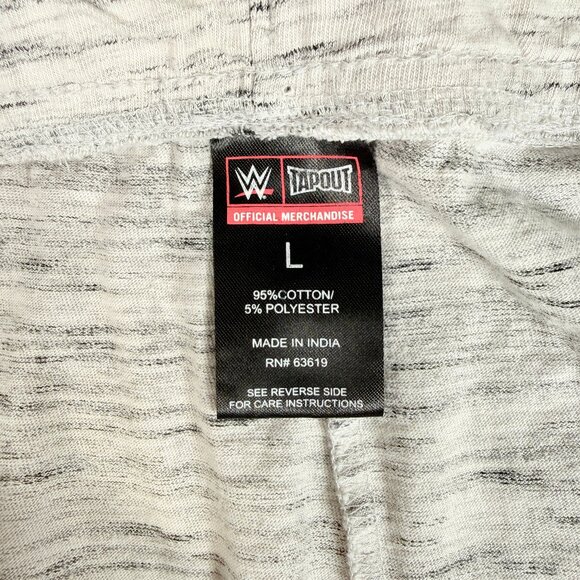 W TAPOUT
OFFICIAL MERCHANDISE
L
95%COTTON/
5% POLYESTER
MADE IN INDIA
RN# 63619
SEE REVERSE SIDE
FOR CARE INSTRUCTIONS